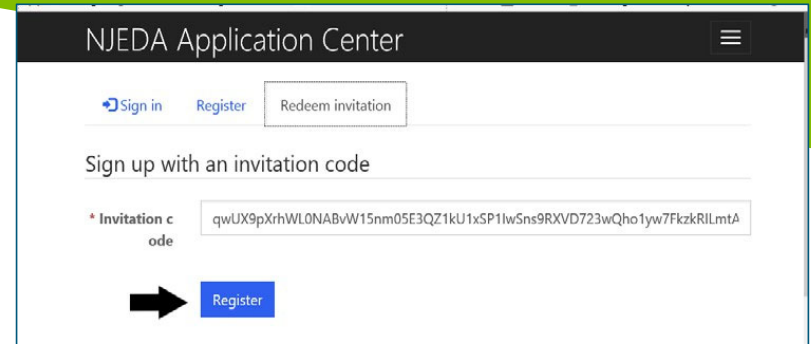 NJEDA Application Center
Sign in Register Redeem invitation
Sign up with an invitation code
* Invitation c
ode
qwUX9pXrhWL0NABvW15nm05E3QZ1kU1xSP1IwSns9RXVD723wQho1yw7FkzkRILmtA
Register